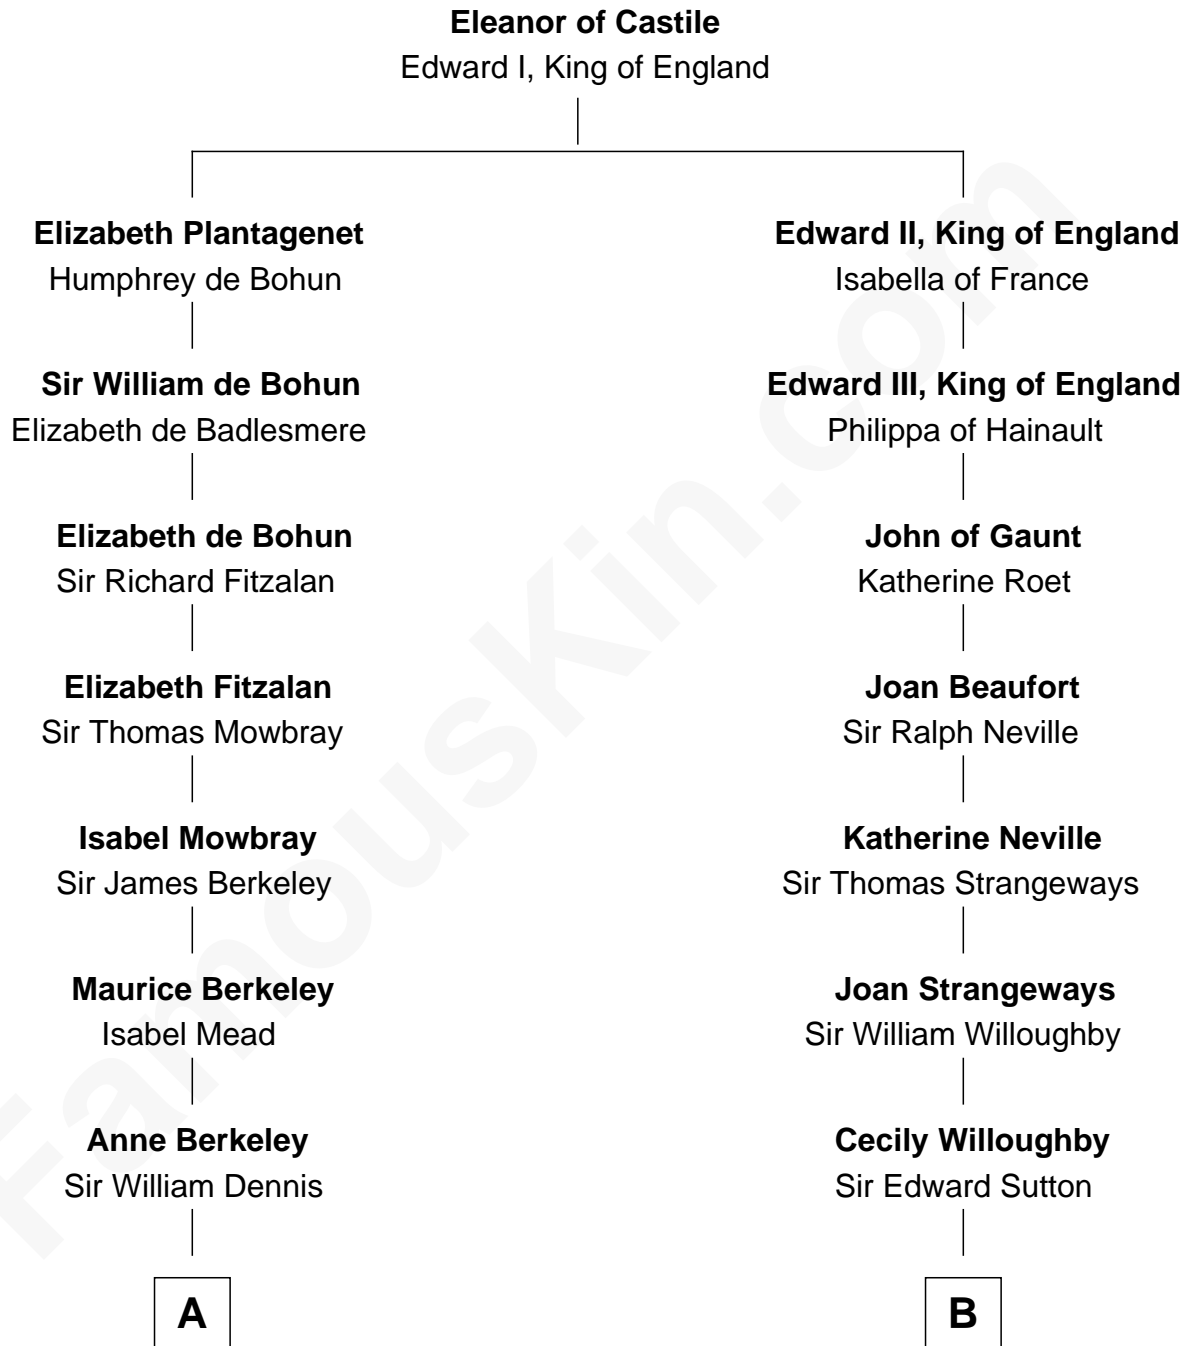 Eleanor of Castile
Edward I, King of England
Elizabeth Plantagenet
Humphrey de Bohun
Edward II, King of England
Isabella of France
Sir William de Bohun
Elizabeth de Badlesmere
Edward III, King of England
Philippa of Hainault
Elizabeth de Bohun
Sir Richard Fitzalan
John of Gaunt
Katherine Roet
Elizabeth Fitzalan
Sir Thomas Mowbray
Joan Beaufort
Sir Ralph Neville
Isabel Mowbray
Sir James Berkeley
Katherine Neville
Sir Thomas Strangeways
Maurice Berkeley
Isabel Mead
Joan Strangeways
Sir William Willoughby
Anne Berkeley
Sir William Dennis
Cecily Willoughby
Sir Edward Sutton
A
B
FamousKin.com